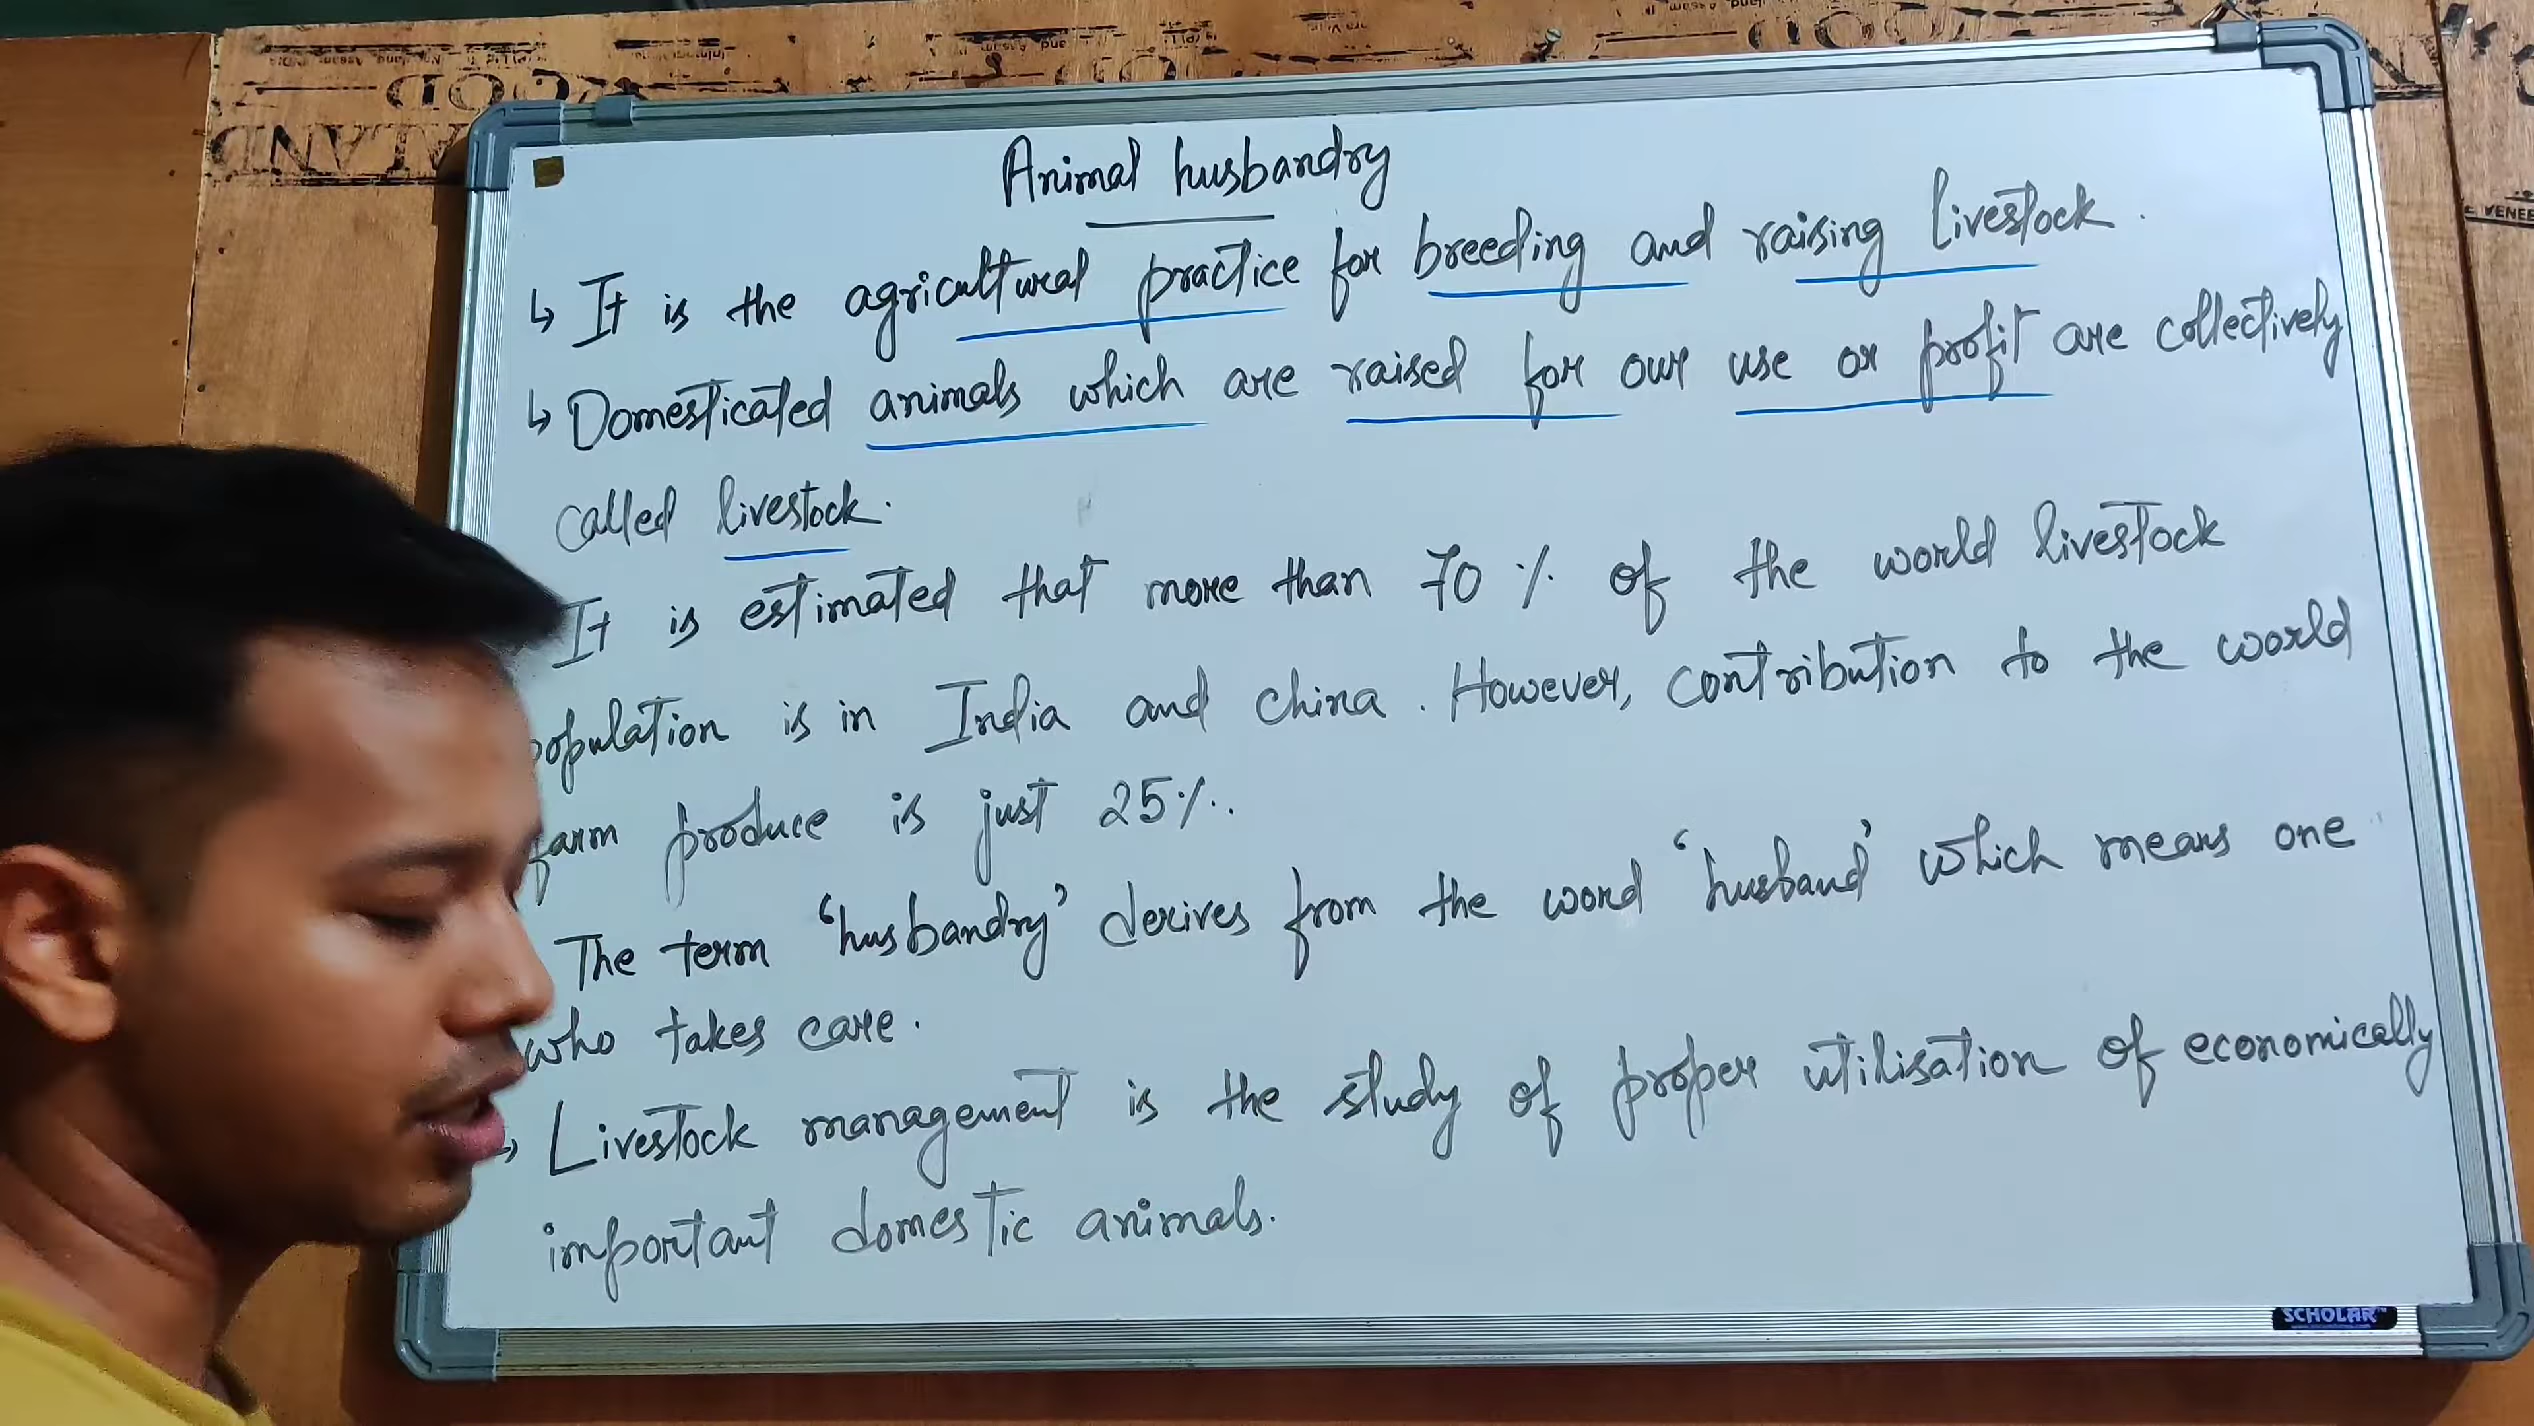 Animal husbandry
↳ It is the agricultural practice for breeding and raising livestock.
↳ Domesticated animals which are raised for our use or profit are collectively
called livestock.
It is estimated that more than 70 % of the world livestock
population is in India and china. However, contribution to the world
farm produce is just 25%.
The term 'husbandry' derives from the word 'husband' which means one
who takes care.
↳ Livestock management is the study of proper utilisation of economically
important domestic animals.
SCHOLAR